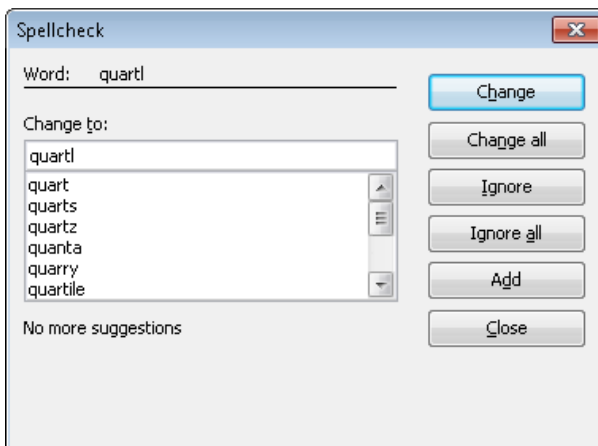 Spellcheck
Word: quartl
Change to:
quartl
quart
quarts
quartz
quanta
quarry
quartile
No more suggestions
Change
Change all
Ignore
Ignore all
Add
Close